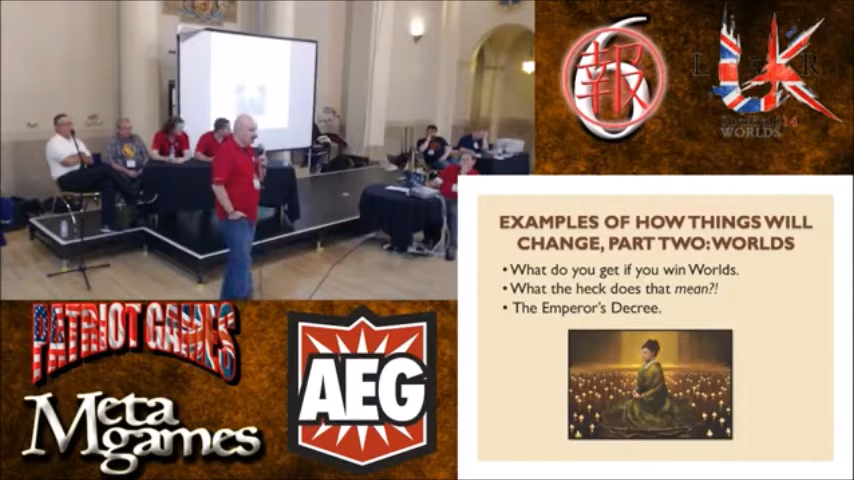 報
L R
UK
WORLDS
EXAMPLES OF HOW THINGS WILL
CHANGE, PART TWO: WORLDS
• What do you get if you win Worlds.
• What the heck does that mean?!
• The Emperor's Decree.
PATRIOT GAMES
Meta
games
AEG